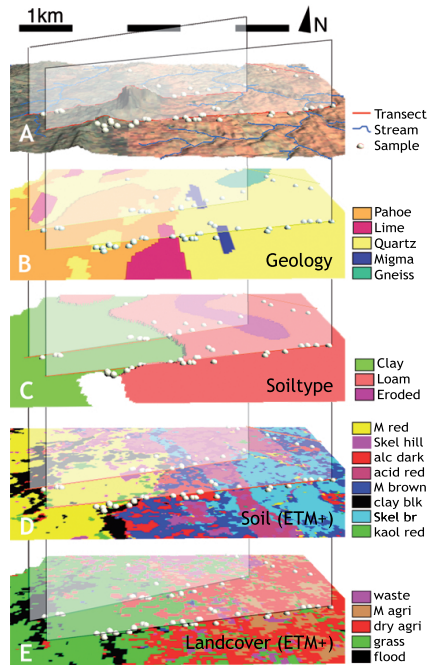 1km
N
A
Transect
Stream
Sample
Pahoe
Lime
Quartz
Migma
Gneiss
B
Geology
Clay
Loam
Eroded
C
Soiltype
M red
Skel hill
alc dark
acid red
M brown
clay blk
Skel br
kaol red
D
Soil (ETM+)
waste
M agri
dry agri
grass
flood
E
Landcover (ETM+)